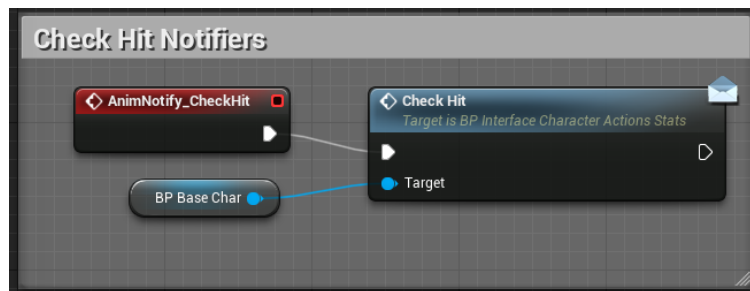 Check Hit Notifiers
AnimNotify_CheckHit
Check Hit
Target is BP Interface Character Actions Stats
Target
BP Base Char